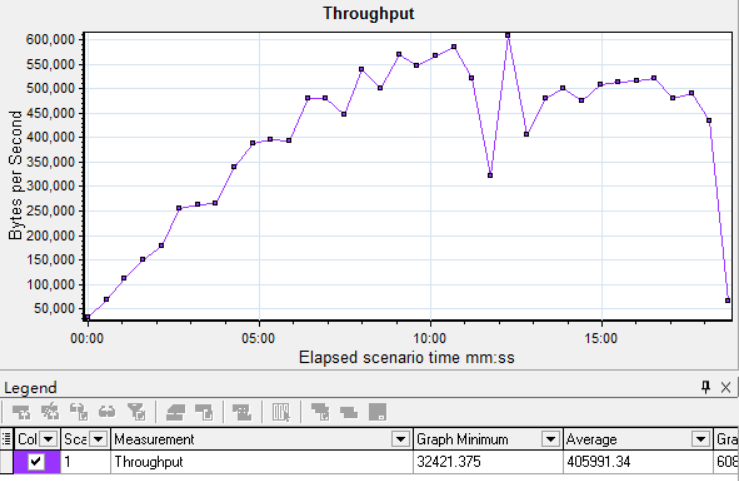 Throughput
600,000
550,000
500,000
450,000
400,000
350,000
300,000
250,000
200,000
150,000
100,000
50,000
Bytes per Second
00:00 05:00 10:00 15:00
Elapsed scenario time mm:ss
Legend
Col Sca Measurement Graph Minimum Average Gra
1 Throughput 32421.375 405991.34 608